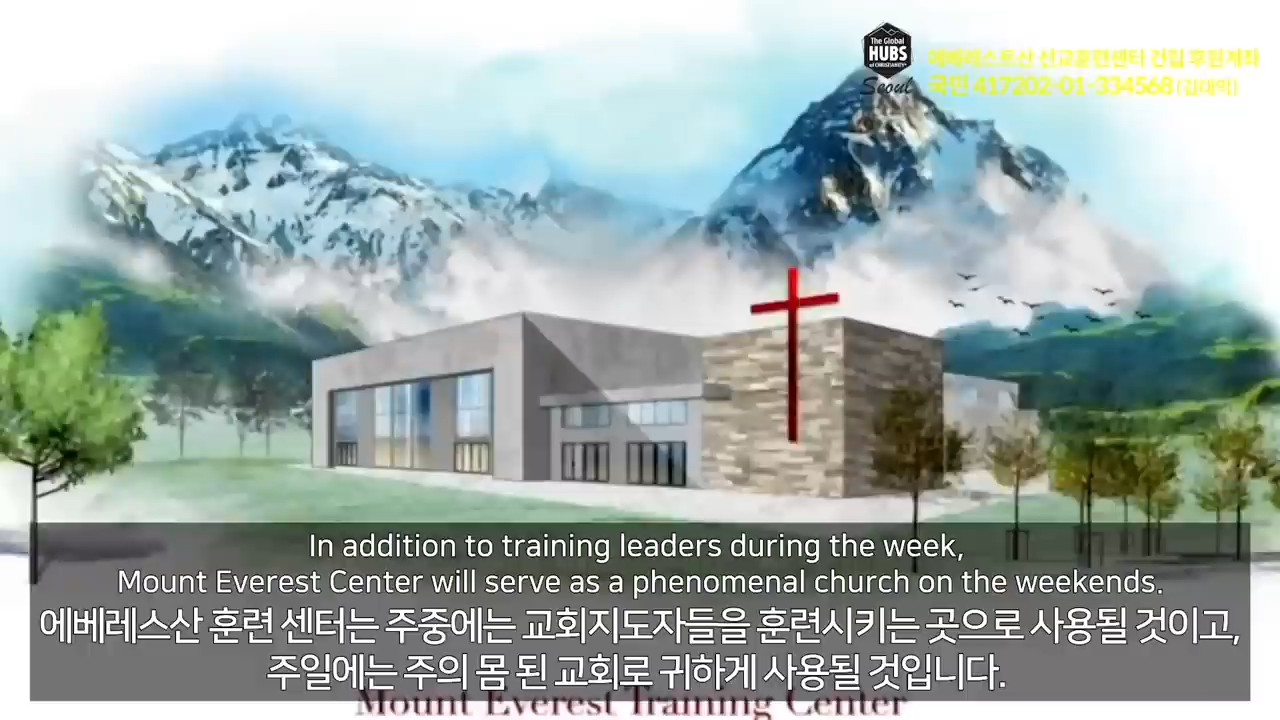 The Global
HUBS
of CHRISTIANITY
Seoul
에베레스트산 선교훈련센터 건립 후원계좌
국민 417202-01-334568 (김대억)
In addition to training leaders during the week,
Mount Everest Center will serve as a phenomenal church on the weekends.
에베레스산 훈련 센터는 주중에는 교회지도자들을 훈련시키는 곳으로 사용될 것이고,
주일에는 주의 몸 된 교회로 귀하게 사용될 것입니다.
Mount Everest Training Center